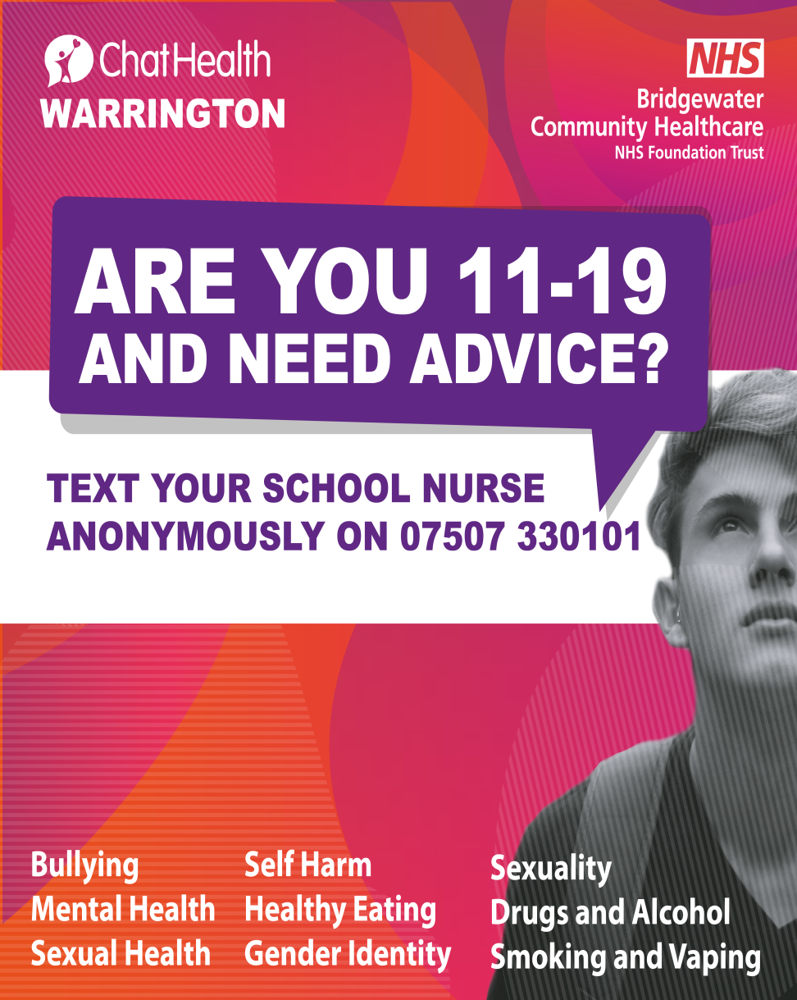 ChatHealth
WARRINGTON
NHS
Bridgewater
Community Healthcare
NHS Foundation Trust
ARE YOU 11-19
AND NEED ADVICE?
TEXT YOUR SCHOOL NURSE
ANONYMOUSLY ON 07507 330101
Bullying
Mental Health
Sexual Health
Self Harm
Healthy Eating
Gender Identity
Sexuality
Drugs and Alcohol
Smoking and Vaping